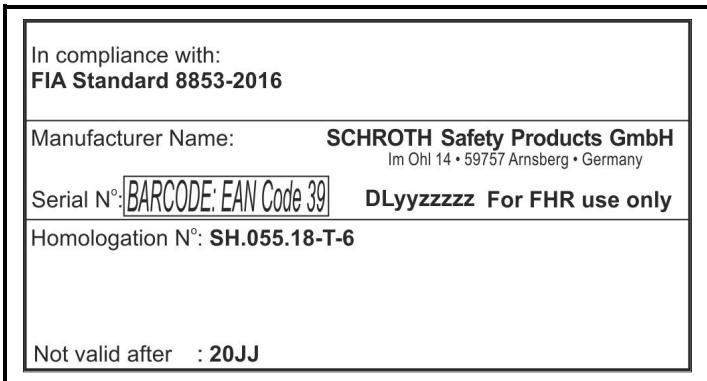 In compliance with:
FIA Standard 8853-2016
Manufacturer Name: SCHROTH Safety Products GmbH
Im Ohl 14 • 59757 Arnsberg • Germany
Serial N°: BARCODE: EAN Code 39 DLyyzzzzz For FHR use only
Homologation N°: SH.055.18-T-6
Not valid after : 20JJ